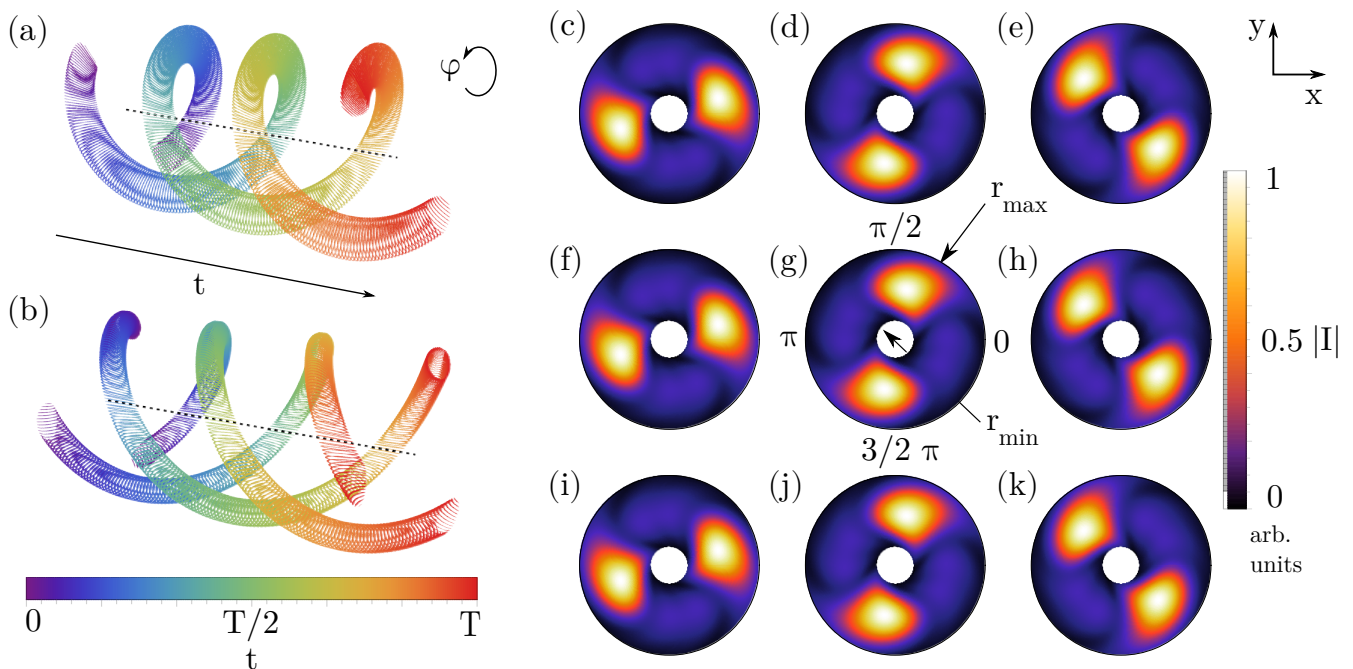 (a)
φ
t
(b)
0
T/2
T
t
(c)
(d)
(e)
y
x
r max
π/2
(f)
(g)
(h)
π
0
r min
3/2 π
(i)
(j)
(k)
1
0.5 |I|
0
arb.
units